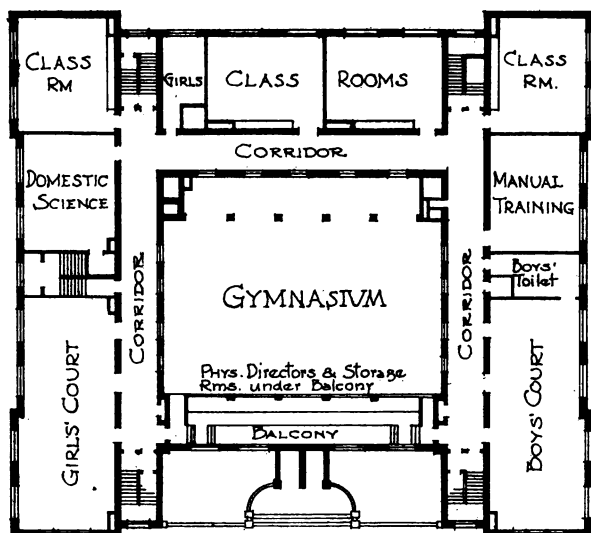 CLASS
RM
GIRLS
CLASS
ROOMS
CLASS
RM.
CORRIDOR
DOMESTIC
SCIENCE
MANUAL
TRAINING
CORRIDOR
GYMNASIUM
CORRIDOR
BOYS'
Toilet
PHYS. DIRECTORS & STORAGE
RMS. UNDER BALCONY
GIRLS' COURT
BALCONY
BOYS' COURT